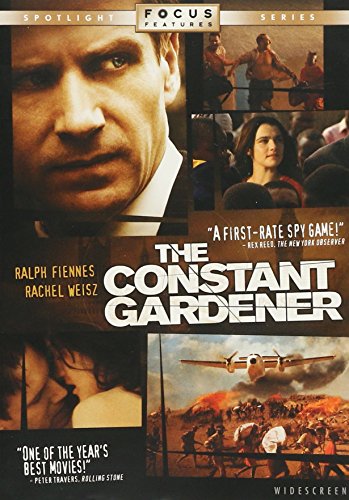 SPOTLIGHT FOCUS FEATURES SERIES
"A FIRST-RATE SPY GAME!"
- REX REED, THE NEW YORK OBSERVER
RALPH FIENNES
RACHEL WEISZ
THE
CONSTANT
GARDENER
"ONE OF THE YEAR'S
BEST MOVIES!"
- PETER TRAVERS, ROLLING STONE
WIDESCREEN